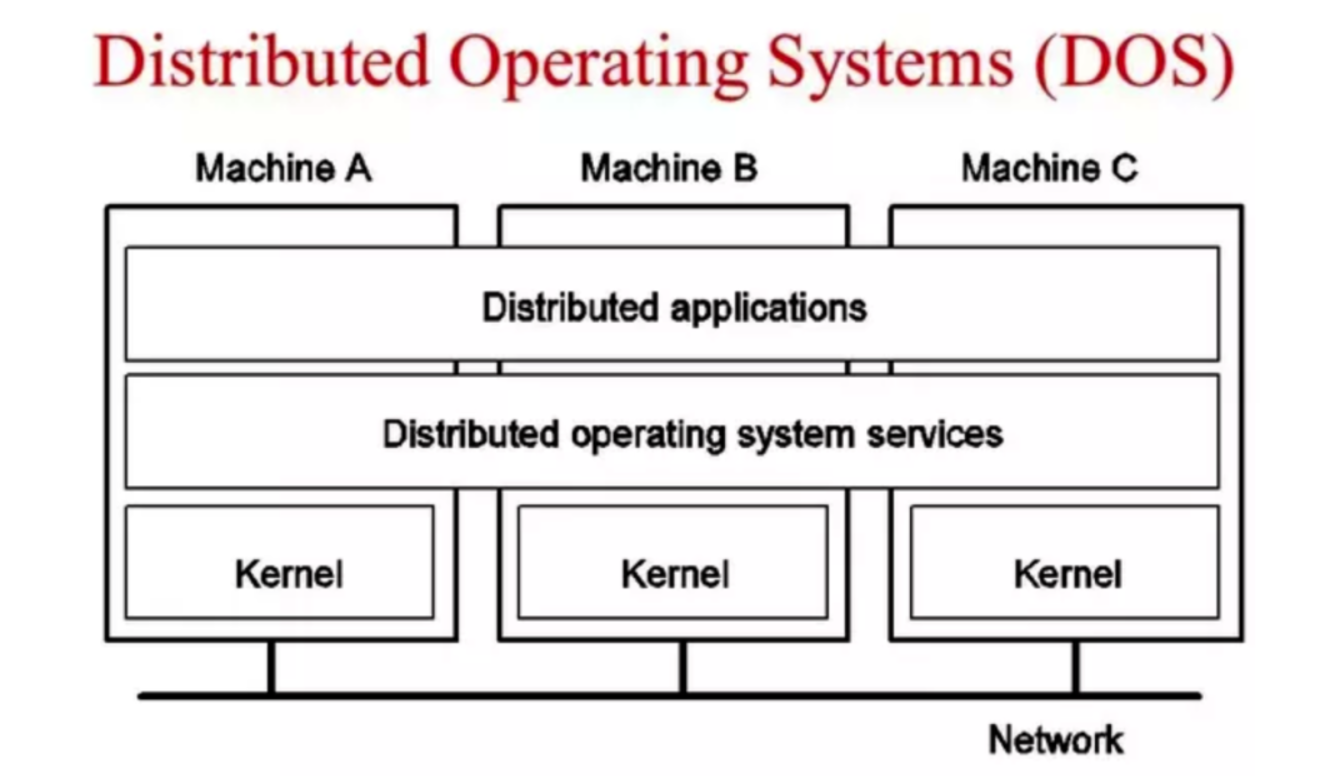 Distributed Operating Systems (DOS)
Machine A
Machine B
Machine C
Distributed applications
Distributed operating system services
Kernel
Kernel
Kernel
Network